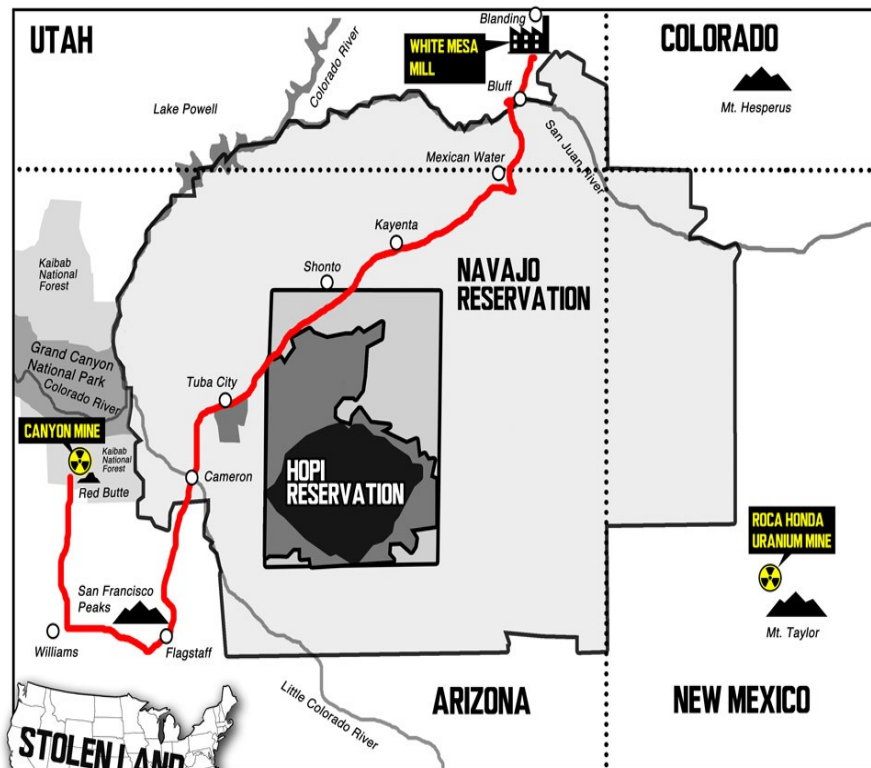 UTAH
Blanding
COLORADO
WHITE MESA
MILL
Colorado River
Mt. Hesperus
Bluff
Lake Powell
San Juan River
Mexican Water
Kayenta
Kaibab
National
Forest
Shonto
NAVAJO
RESERVATION
Grand Canyon
National Park
Colorado River
Tuba City
CANYON MINE
Kaibab
National
Forest
Red Butte
Cameron
HOPI
RESERVATION
ROCA HONDA
URANIUM MINE
San Francisco
Peaks
Mt. Taylor
Williams
Flagstaff
Little Colorado River
ARIZONA
NEW MEXICO
STOLEN LAND